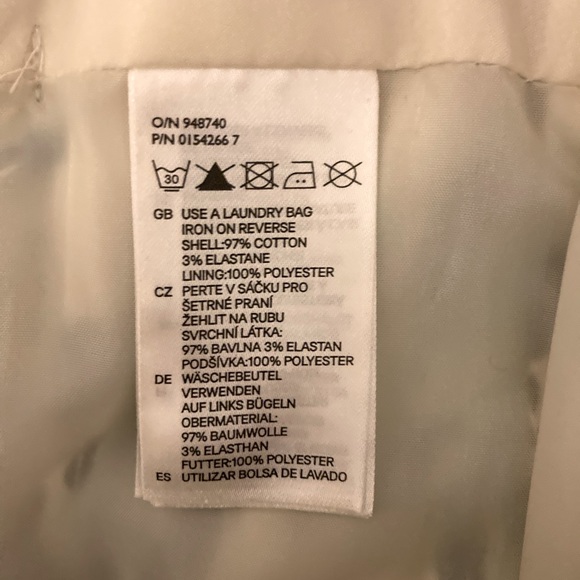 O/N 948740
P/N 0154266 7
30
GB USE A LAUNDRY BAG
IRON ON REVERSE
SHELL:97% COTTON
3% ELASTANE
LINING:100% POLYESTER
CZ PERTE V SÁČKU PRO
ŠETRNÉ PRANÍ
ŽEHLIT NA RUBU
SVRCHNÍ LÁTKA:
97% BAVLNA 3% ELASTAN
PODŠÍVKA:100% POLYESTER
DE WÄSCHEBEUTEL
VERWENDEN
AUF LINKS BÜGELN
OBERMATERIAL:
97% BAUMWOLLE
3% ELASTHAN
FUTTER:100% POLYESTER
ES UTILIZAR BOLSA DE LAVADO